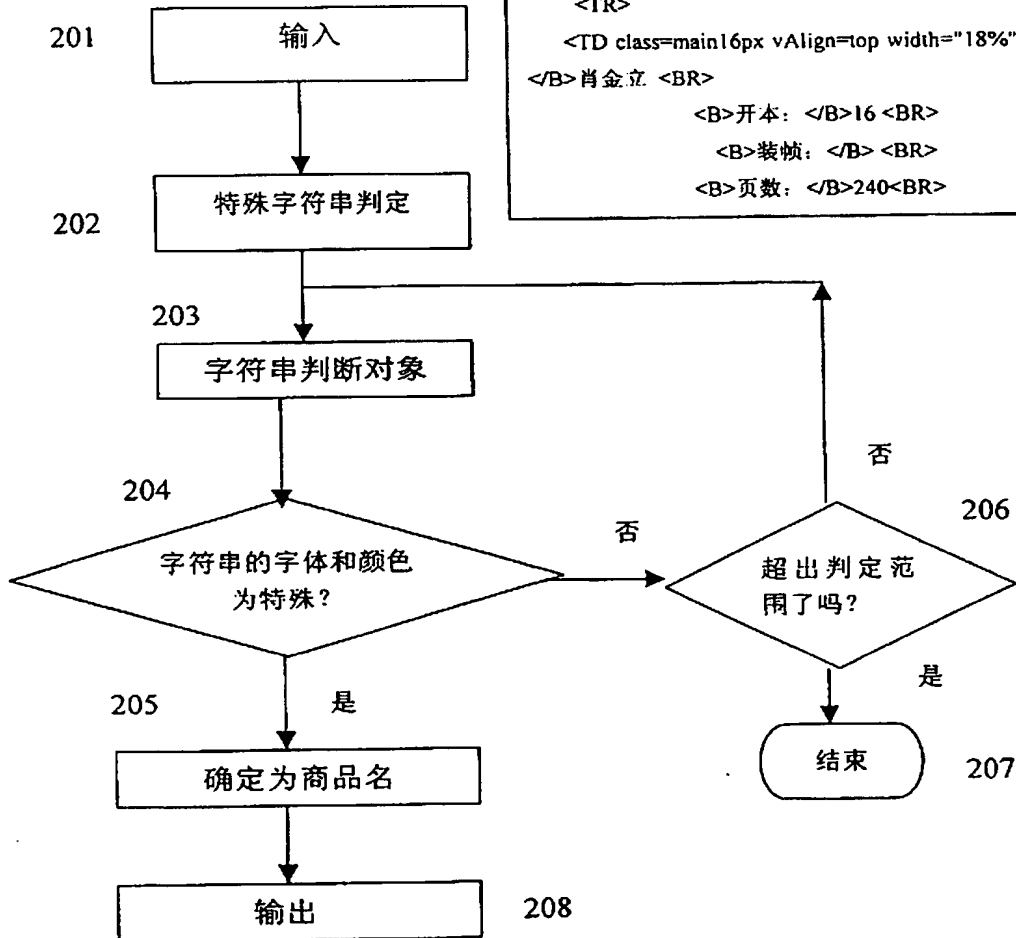 <TR>
<TD class=main16px vAlign=top width="18%"
</B>肖金立 <BR>
<B>开本：</B>16 <BR>
<B>装帧：</B> <BR>
<B>页数：</B>240<BR>
201
输入
202
特殊字符串判定
203
字符串判断对象
204
字符串的字体和颜色
为特殊？
否
否
206
超出判定范
围了吗？
205
是
是
确定为商品名
结束
207
输出
208